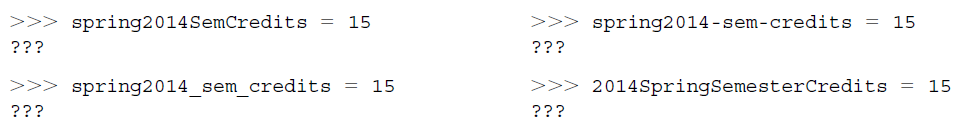 >>> spring2014SemCredits = 15
???
>>> spring2014_sem_credits = 15
???
>>> spring2014-sem-credits = 15
???
>>> 2014SpringSemesterCredits = 15
???